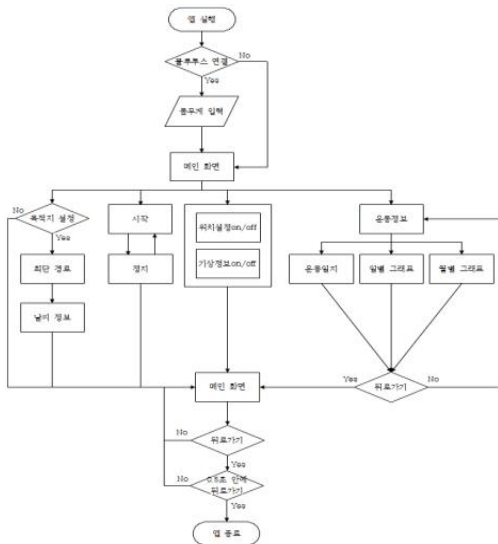 앱 실행
블루투스 연결
No
Yes
몸무게 입력
메인 화면
No
목적지 설정
Yes
시작
위치설정on/off
운동정보
최단 경로
정지
기상정보on/off
운동일지
일별 그래프
월별 그래프
날씨 정보
메인 화면
Yes
뒤로가기
No
No
뒤로가기
Yes
No
0.5초 안에
뒤로가기
Yes
앱 종료